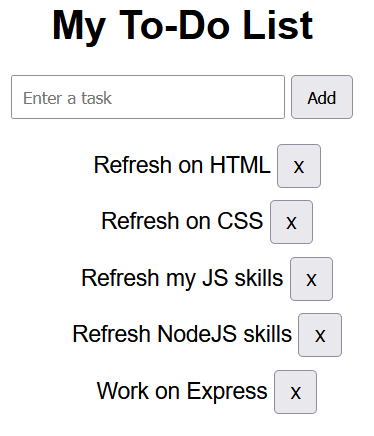 My To-Do List
Enter a task Add
Refresh on HTML x
Refresh on CSS x
Refresh my JS skills x
Refresh NodeJS skills x
Work on Express x